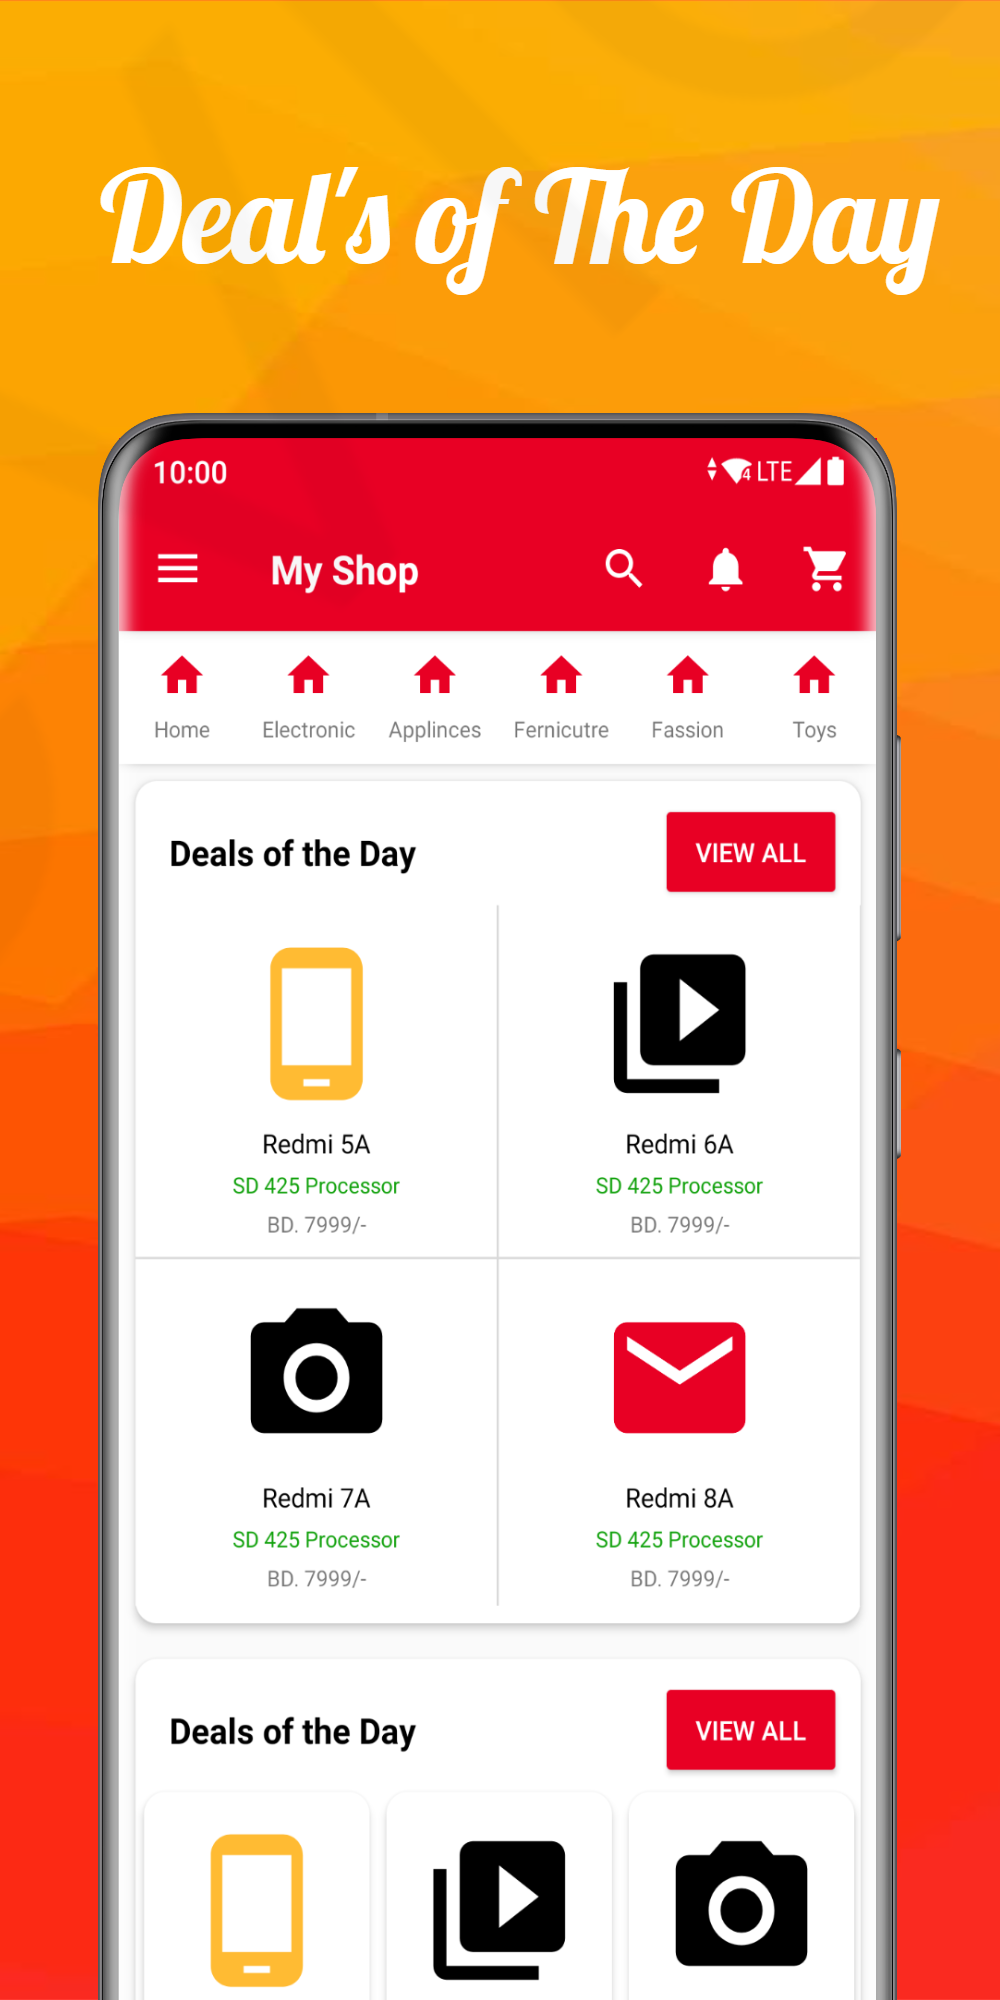 Deal's of The Day
10:00 4 LTE
My Shop
Home Electronic Applinces Fernicutre Fassion Toys
Deals of the Day VIEW ALL
Redmi 5A Redmi 6A
SD 425 Processor SD 425 Processor
BD. 7999/- BD. 7999/-
Redmi 7A Redmi 8A
SD 425 Processor SD 425 Processor
BD. 7999/- BD. 7999/-
Deals of the Day VIEW ALL